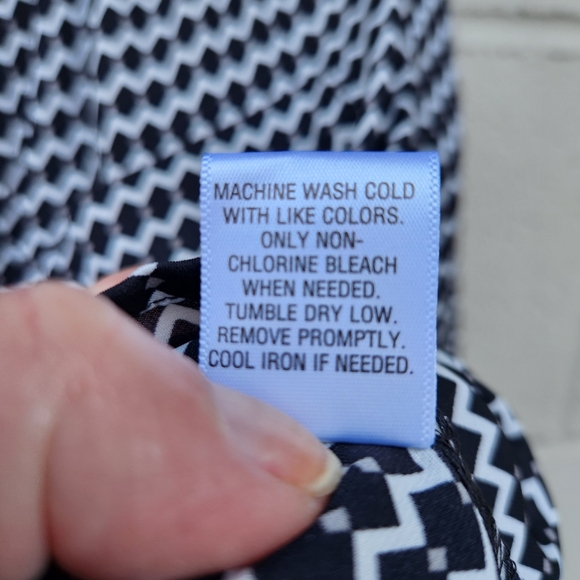 MACHINE WASH COLD
WITH LIKE COLORS.
ONLY NON-
CHLORINE BLEACH
WHEN NEEDED.
TUMBLE DRY LOW.
REMOVE PROMPTLY.
COOL IRON IF NEEDED.